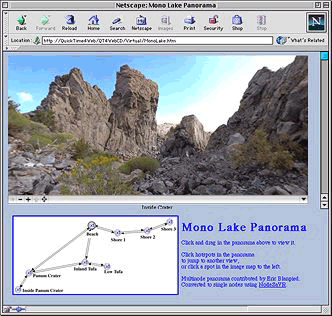 Netscape: Mono Lake Panorama
Back Forward Reload Home Search Netscape Images Print Security Shop Stop
Location: http://QuickTime4Web/QT4WebCD/Virtual/MonoLake.htm What's Related
N
Inside Crater
Mono Lake Panorama
Click and drag in the panorama above to view it.
Click hotspots in the panorama
to jump to another view,
or click a spot in the image map to the left.
Multinode panorama contributed by Eric Blanpied.
Converted to single nodes using NodeSaVR.
Shore 3
Beach
Shore 1
Shore 2
Inland Tufa
Low Tufa
Panum Crater
Inside Panum Crater